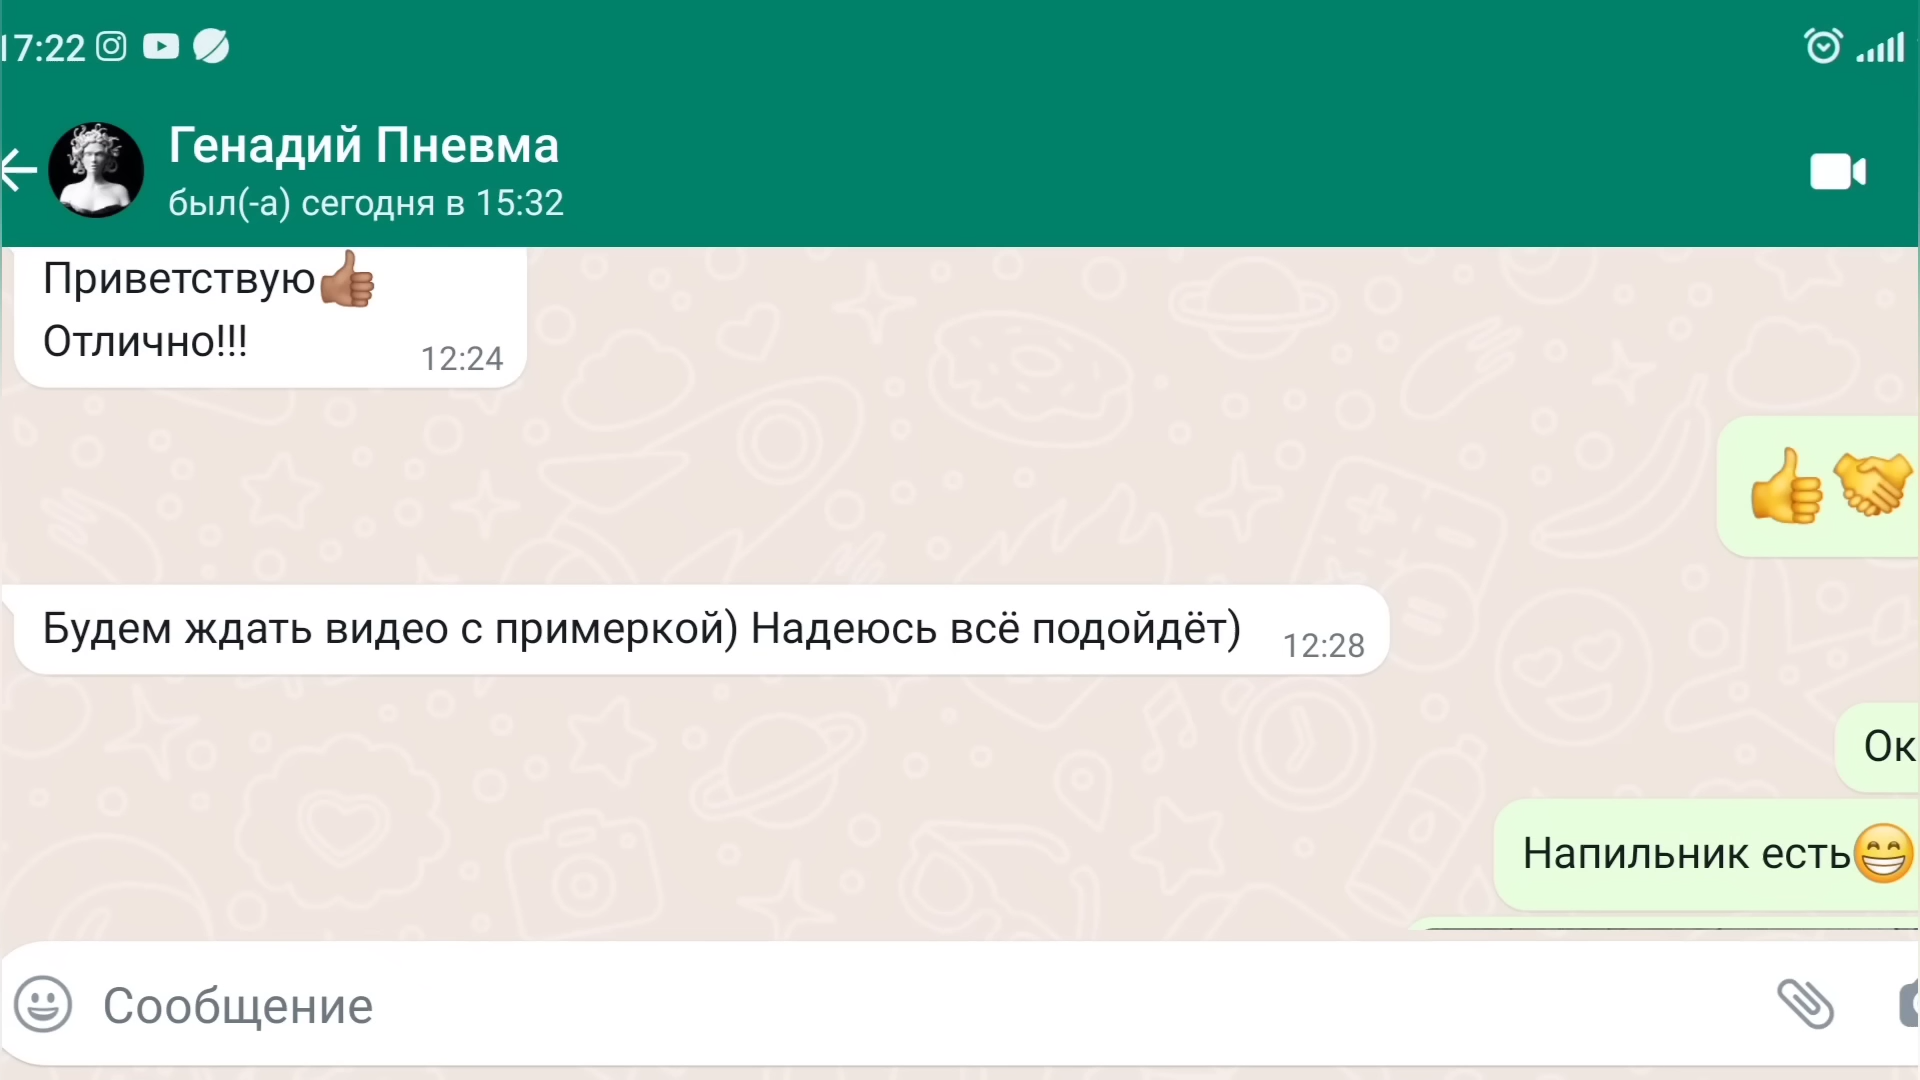 17:22
Генадий Пневма
был(-а) сегодня в 15:32
Приветствую👍🏾
Отлично!!!
12:24
👍🤝
Будем ждать видео с примеркой) Надеюсь всё подойдёт)
12:28
Ок
Напильник есть😁
Сообщение